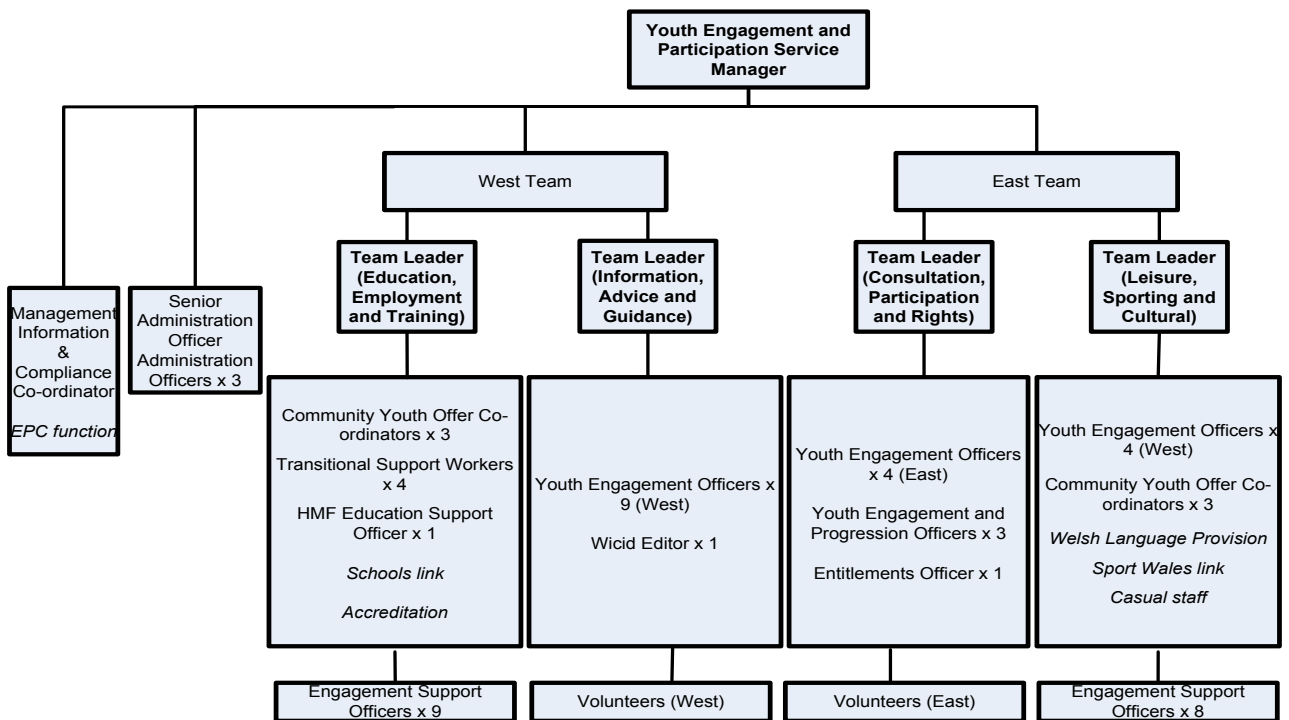 Youth Engagement and
Participation Service
Manager
West Team
East Team
Team Leader
(Education,
Employment
and Training)
Team Leader
(Information,
Advice and
Guidance)
Team Leader
(Consultation,
Participation
and Rights)
Team Leader
(Leisure,
Sporting and
Cultural)
Management
Information
&
Compliance
Co-ordinator
EPC function
Senior
Administration
Officer
Administration
Officers x 3
Community Youth Offer Co-
ordinators x 3
Transitional Support Workers
x 4
HMF Education Support
Officer x 1
Schools link
Accreditation
Youth Engagement Officers x
9 (West)
Wicid Editor x 1
Youth Engagement Officers
x 4 (East)
Youth Engagement and
Progression Officers x 3
Entitlements Officer x 1
Youth Engagement Officers x
4 (West)
Community Youth Offer Co-
ordinators x 3
Welsh Language Provision
Sport Wales link
Casual staff
Engagement Support
Officers x 9
Volunteers (West)
Volunteers (East)
Engagement Support
Officers x 8